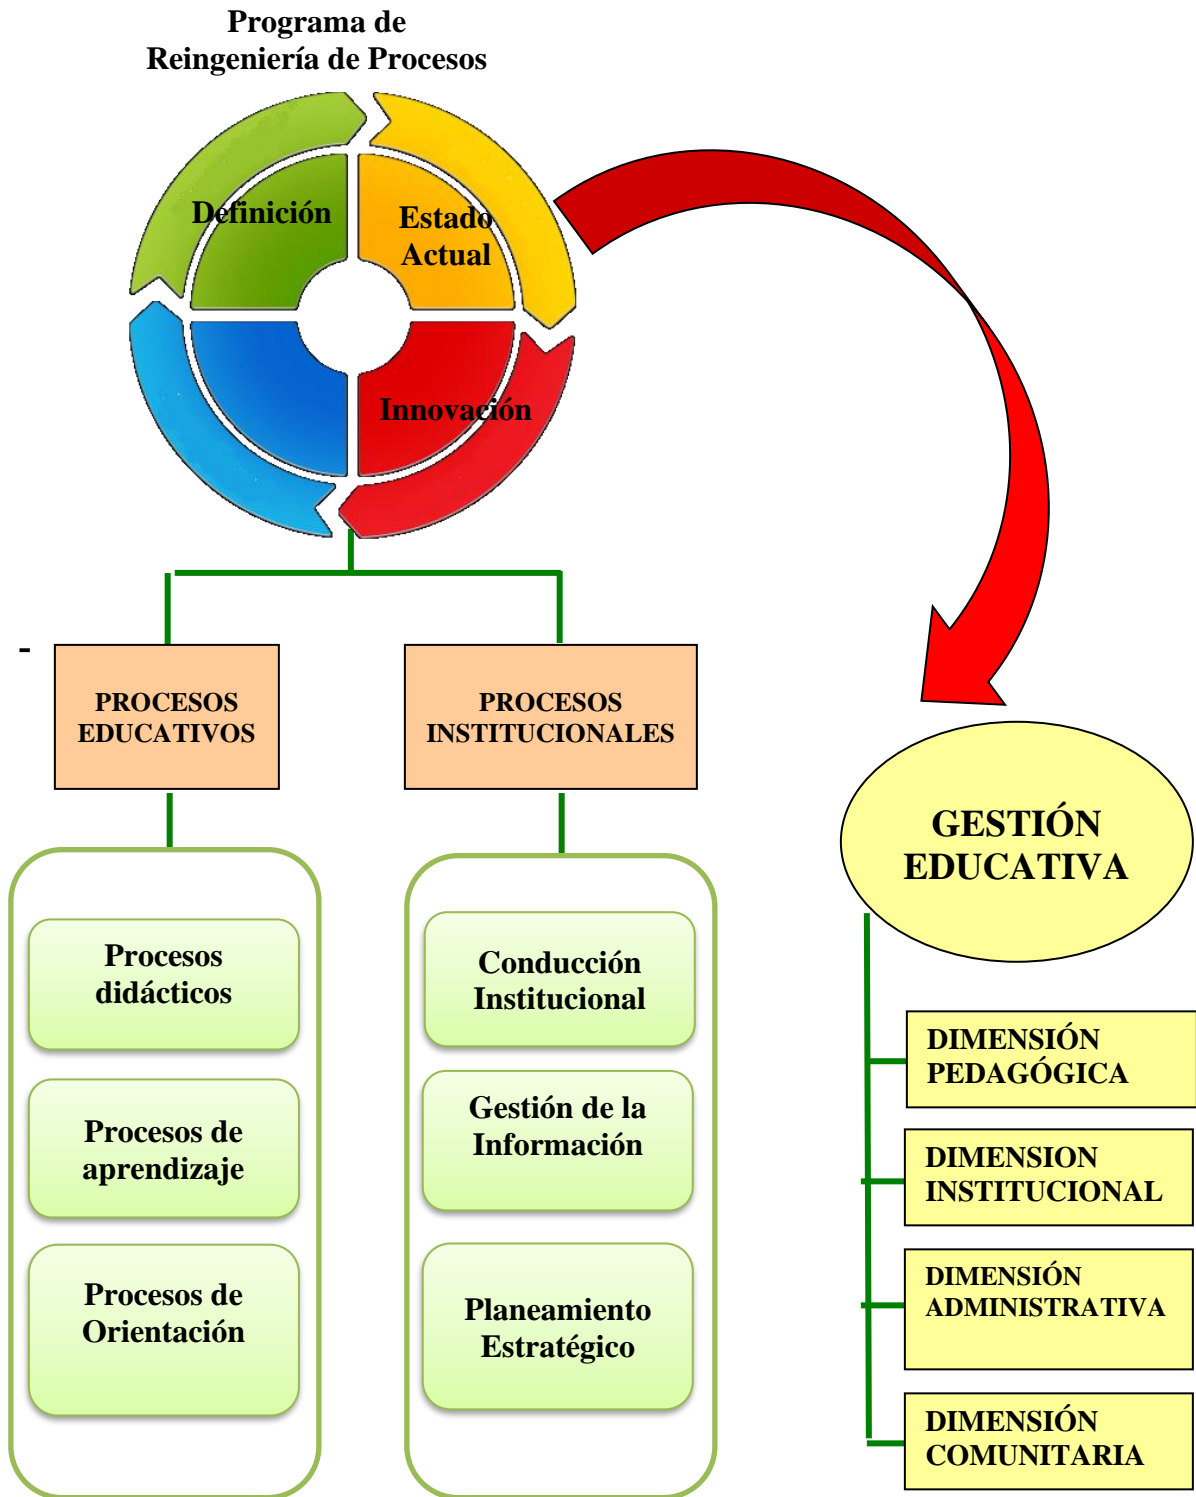 Programa de
Reingeniería de Procesos
Definición
Estado
Actual
Innovación
-
PROCESOS
EDUCATIVOS
PROCESOS
INSTITUCIONALES
Procesos
didácticos
Procesos de
aprendizaje
Procesos de
Orientación
Conducción
Institucional
Gestión de la
Información
Planeamiento
Estratégico
GESTIÓN
EDUCATIVA
DIMENSIÓN
PEDAGÓGICA
DIMENSION
INSTITUCIONAL
DIMENSIÓN
ADMINISTRATIVA
DIMENSIÓN
COMUNITARIA